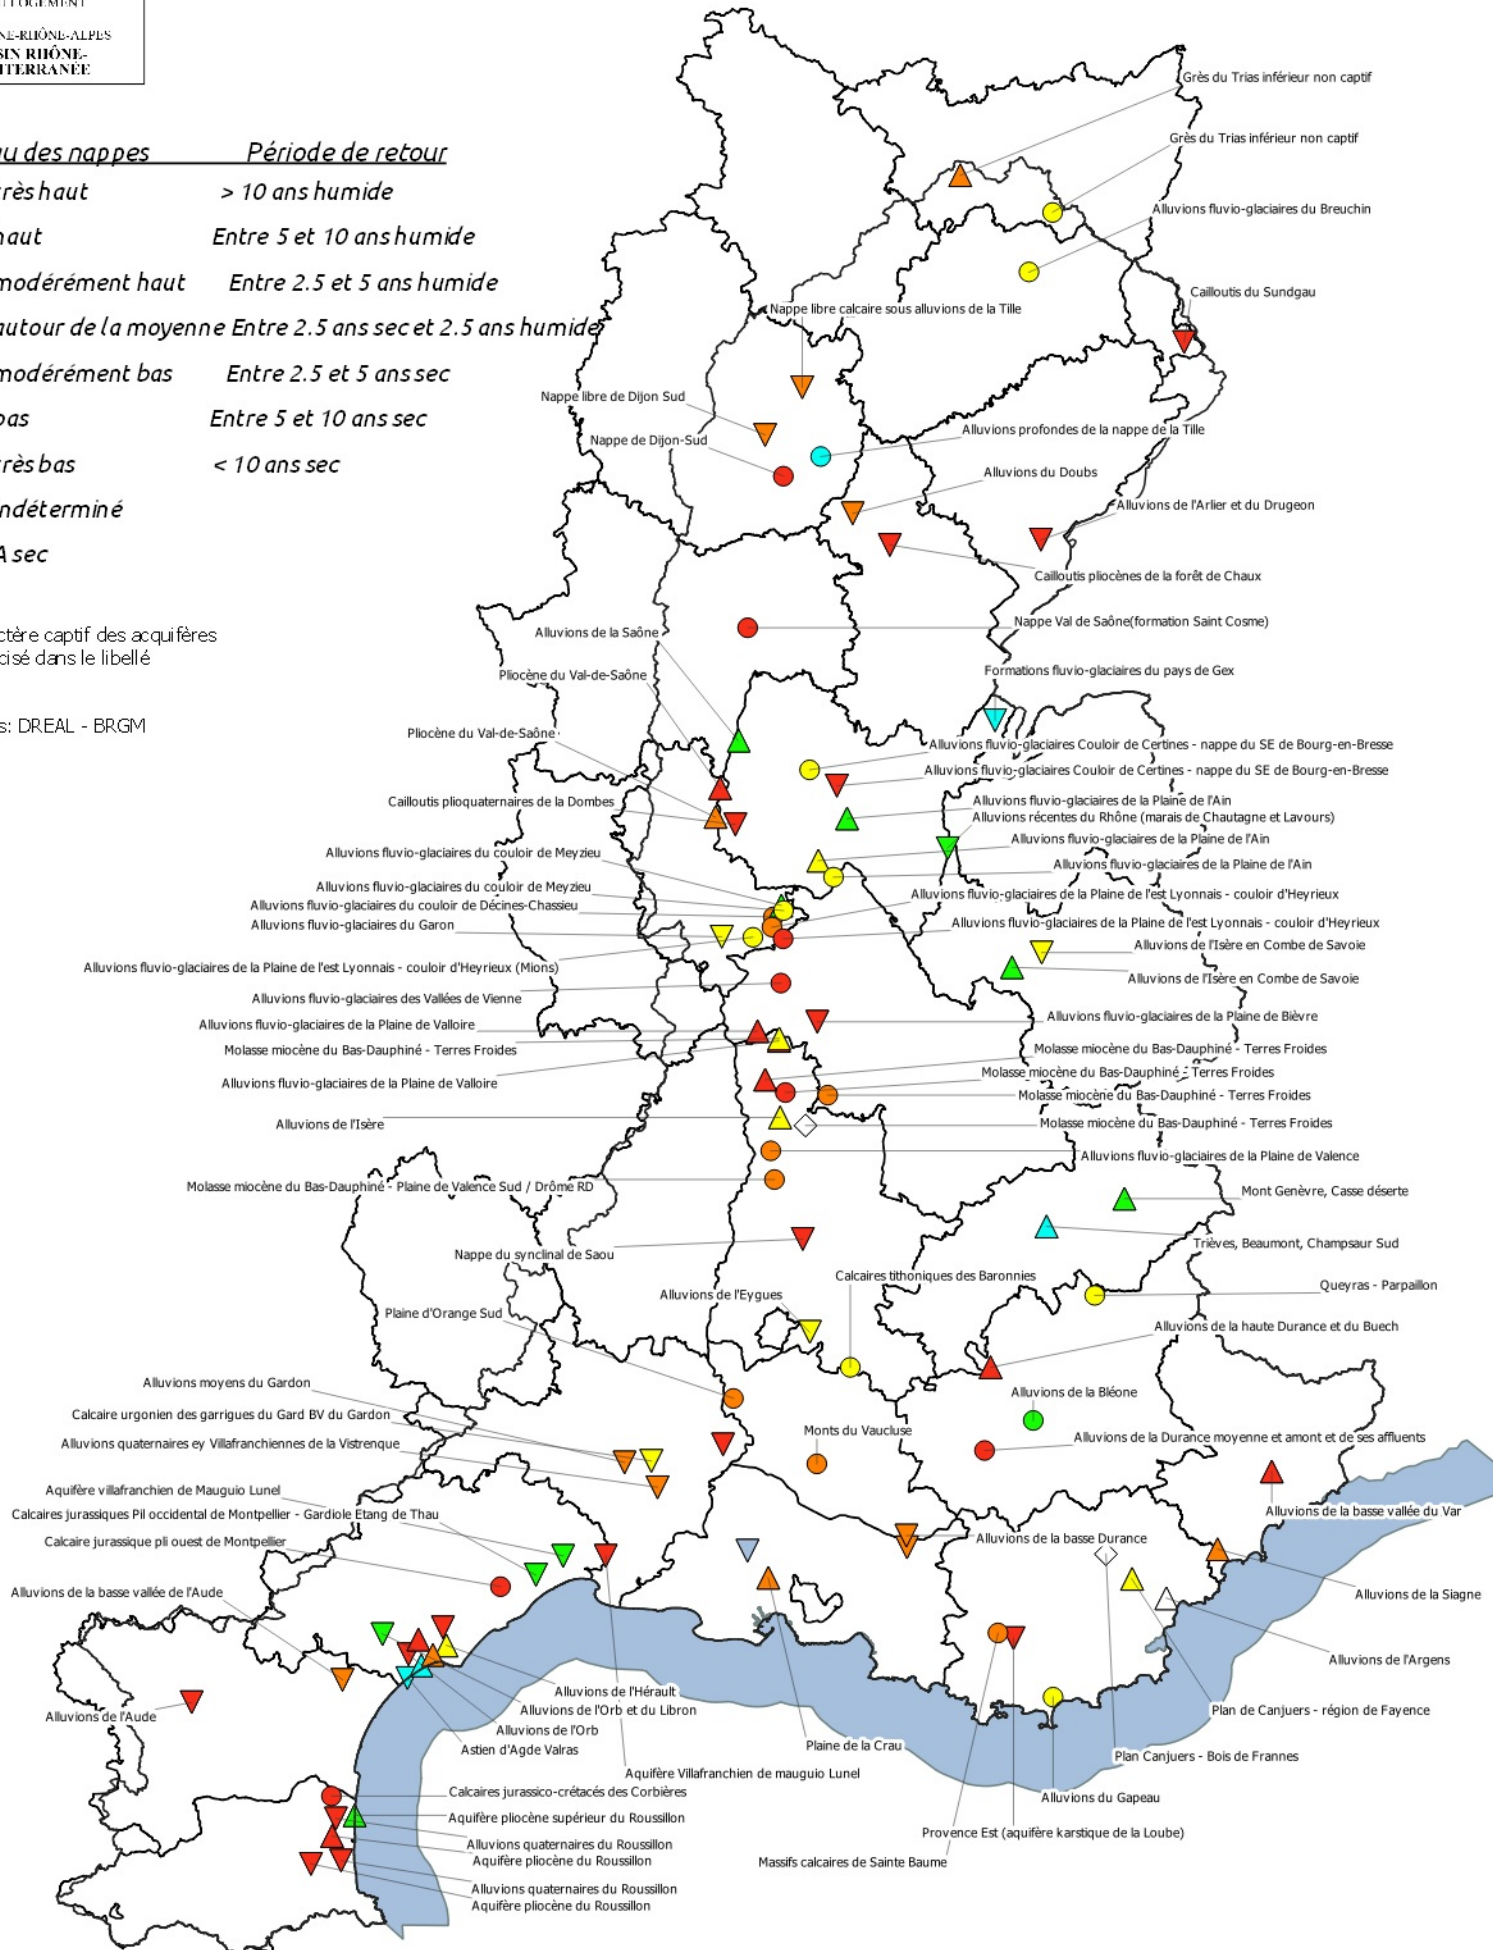 NE-RHÔNE-ALPES
SIN RHÔNE-
ITERRANÉE
u des nappes Période de retour
rès haut > 10 ans humide
haut Entre 5 et 10 ans humide
modérément haut Entre 2.5 et 5 ans humide
autour de la moyenne Entre 2.5 ans sec et 2.5 ans humide
modérément bas Entre 2.5 et 5 ans sec
bas Entre 5 et 10 ans sec
rès bas < 10 ans sec
ndéterminé
A sec
ctère captif des acquifères
cisé dans le libellé
s: DREAL - BRGM
Grès du Trias inférieur non captif
Grès du Trias inférieur non captif
Alluvions fluvio-glaciaires du Breuchin
Cailloutis du Sundgau
Nappe libre calcaire sous alluvions de la Tille
Nappe libre de Dijon Sud
Alluvions profondes de la nappe de la Tille
Nappe de Dijon-Sud
Alluvions du Doubs
Alluvions de l'Arlier et du Drugeon
Cailloutis pliocènes de la forêt de Chaux
Nappe Val de Saône(formation Saint Cosme)
Alluvions de la Saône
Formations fluvio-glaciaires du pays de Gex
Pliocène du Val-de-Saône
Pliocène du Val-de-Saône
Alluvions fluvio-glaciaires Couloir de Certines - nappe du SE de Bourg-en-Bresse
Alluvions fluvio-glaciaires Couloir de Certines - nappe du SE de Bourg-en-Bresse
Cailloutis plioquaternaires de la Dombes
Alluvions fluvio-glaciaires de la Plaine de l'Ain
Alluvions récentes du Rhône (marais de Chautagne et Lavours)
Alluvions fluvio-glaciaires de la Plaine de l'Ain
Alluvions fluvio-glaciaires du couloir de Meyzieu
Alluvions fluvio-glaciaires de la Plaine de l'Ain
Alluvions fluvio-glaciaires du couloir de Meyzieu
Alluvions fluvio-glaciaires de la Plaine de l'est Lyonnais - couloir d'Heyrieux
Alluvions fluvio-glaciaires du couloir de Décines-Chassieu
Alluvions fluvio-glaciaires de la Plaine de l'est Lyonnais - couloir d'Heyrieux
Alluvions fluvio-glaciaires du Garon
Alluvions de l'Isère en Combe de Savoie
Alluvions fluvio-glaciaires de la Plaine de l'est Lyonnais - couloir d'Heyrieux (Mions)
Alluvions de l'Isère en Combe de Savoie
Alluvions fluvio-glaciaires des Vallées de Vienne
Alluvions fluvio-glaciaires de la Plaine de Bièvre
Alluvions fluvio-glaciaires de la Plaine de Valloire
Molasse miocène du Bas-Dauphiné - Terres Froides
Molasse miocène du Bas-Dauphiné - Terres Froides
Molasse miocène du Bas-Dauphiné - Terres Froides
Alluvions fluvio-glaciaires de la Plaine de Valloire
Molasse miocène du Bas-Dauphiné - Terres Froides
Alluvions de l'Isère
Molasse miocène du Bas-Dauphiné - Terres Froides
Alluvions fluvio-glaciaires de la Plaine de Valence
Molasse miocène du Bas-Dauphiné - Plaine de Valence Sud / Drôme RD
Mont Genèvre, Casse déserte
Trièves, Beaumont, Champsaur Sud
Nappe du synclinal de Saou
Calcaires tithoniques des Baronnies
Queyras - Parpaillon
Alluvions de l'Eygues
Plaine d'Orange Sud
Alluvions de la haute Durance et du Buech
Alluvions moyens du Gardon
Alluvions de la Bléone
Calcaire urgonien des garrigues du Gard BV du Gardon
Monts du Vaucluse
Alluvions de la Durance moyenne et amont et de ses affluents
Alluvions quaternaires ey Villafranchiennes de la Vistrenque
Aquifère villafranchien de Mauguio Lunel
Alluvions de la basse vallée du Var
Calcaires jurassiques Pil occidental de Montpellier - Gardiole Etang de Thau
Alluvions de la basse Durance
Calcaire jurassique pli ouest de Montpellier
Alluvions de la basse vallée de l'Aude
Alluvions de la Siagne
Alluvions de l'Argens
Alluvions de l'Hérault
Alluvions de l'Orb et du Libron
Plan de Canjuers - région de Fayence
Alluvions de l'Aude
Alluvions de l'Orb
Astien d'Agde Valras
Plaine de la Crau
Plan Canjuers - Bois de Frannes
Aquifère Villafranchien de mauguio Lunel
Calcaires jurassico-crétacés des Corbières
Alluvions du Gapeau
Aquifère pliocène supérieur du Roussillon
Provence Est (aquifère karstique de la Loube)
Alluvions quaternaires du Roussillon
Aquifère pliocène du Roussillon
Massifs calcaires de Sainte Baume
Alluvions quaternaires du Roussillon
Aquifère pliocène du Roussillon